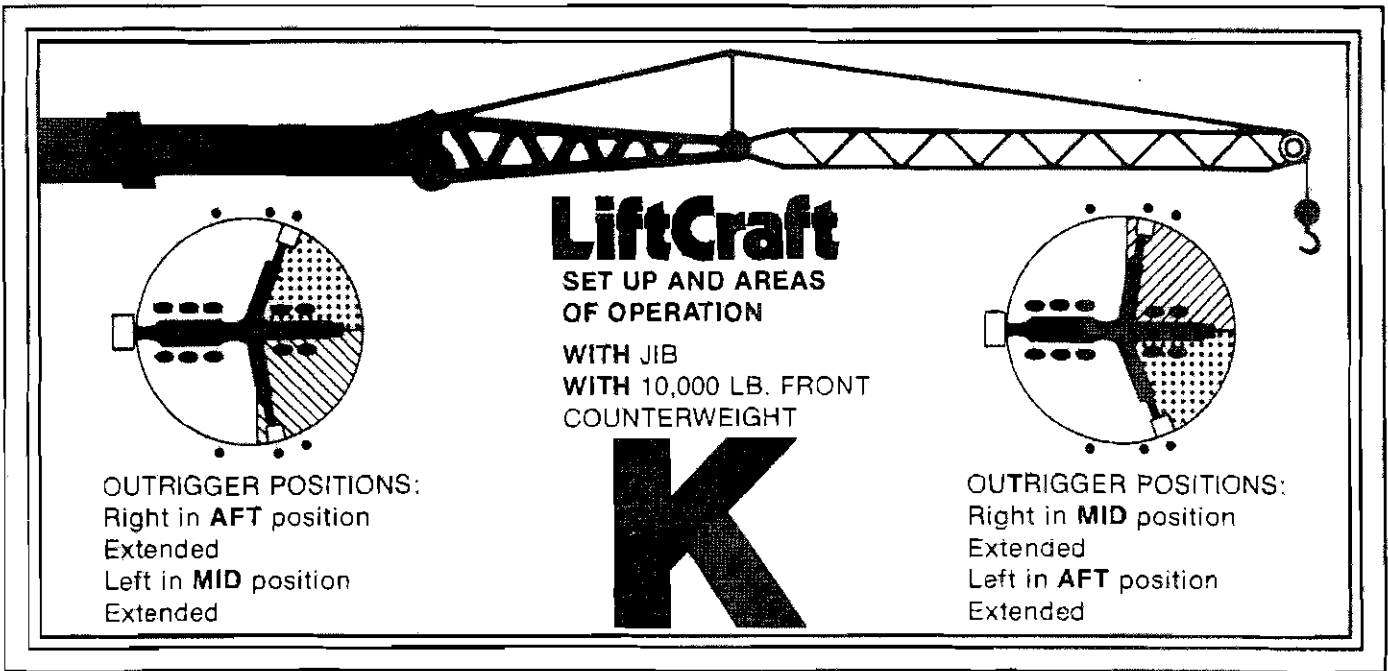 LiftCraft
SET UP AND AREAS
OF OPERATION
WITH JIB
WITH 10,000 LB. FRONT
COUNTERWEIGHT
K
OUTRIGGER POSITIONS:
Right in AFT position
Extended
Left in MID position
Extended
OUTRIGGER POSITIONS:
Right in MID position
Extended
Left in AFT position
Extended